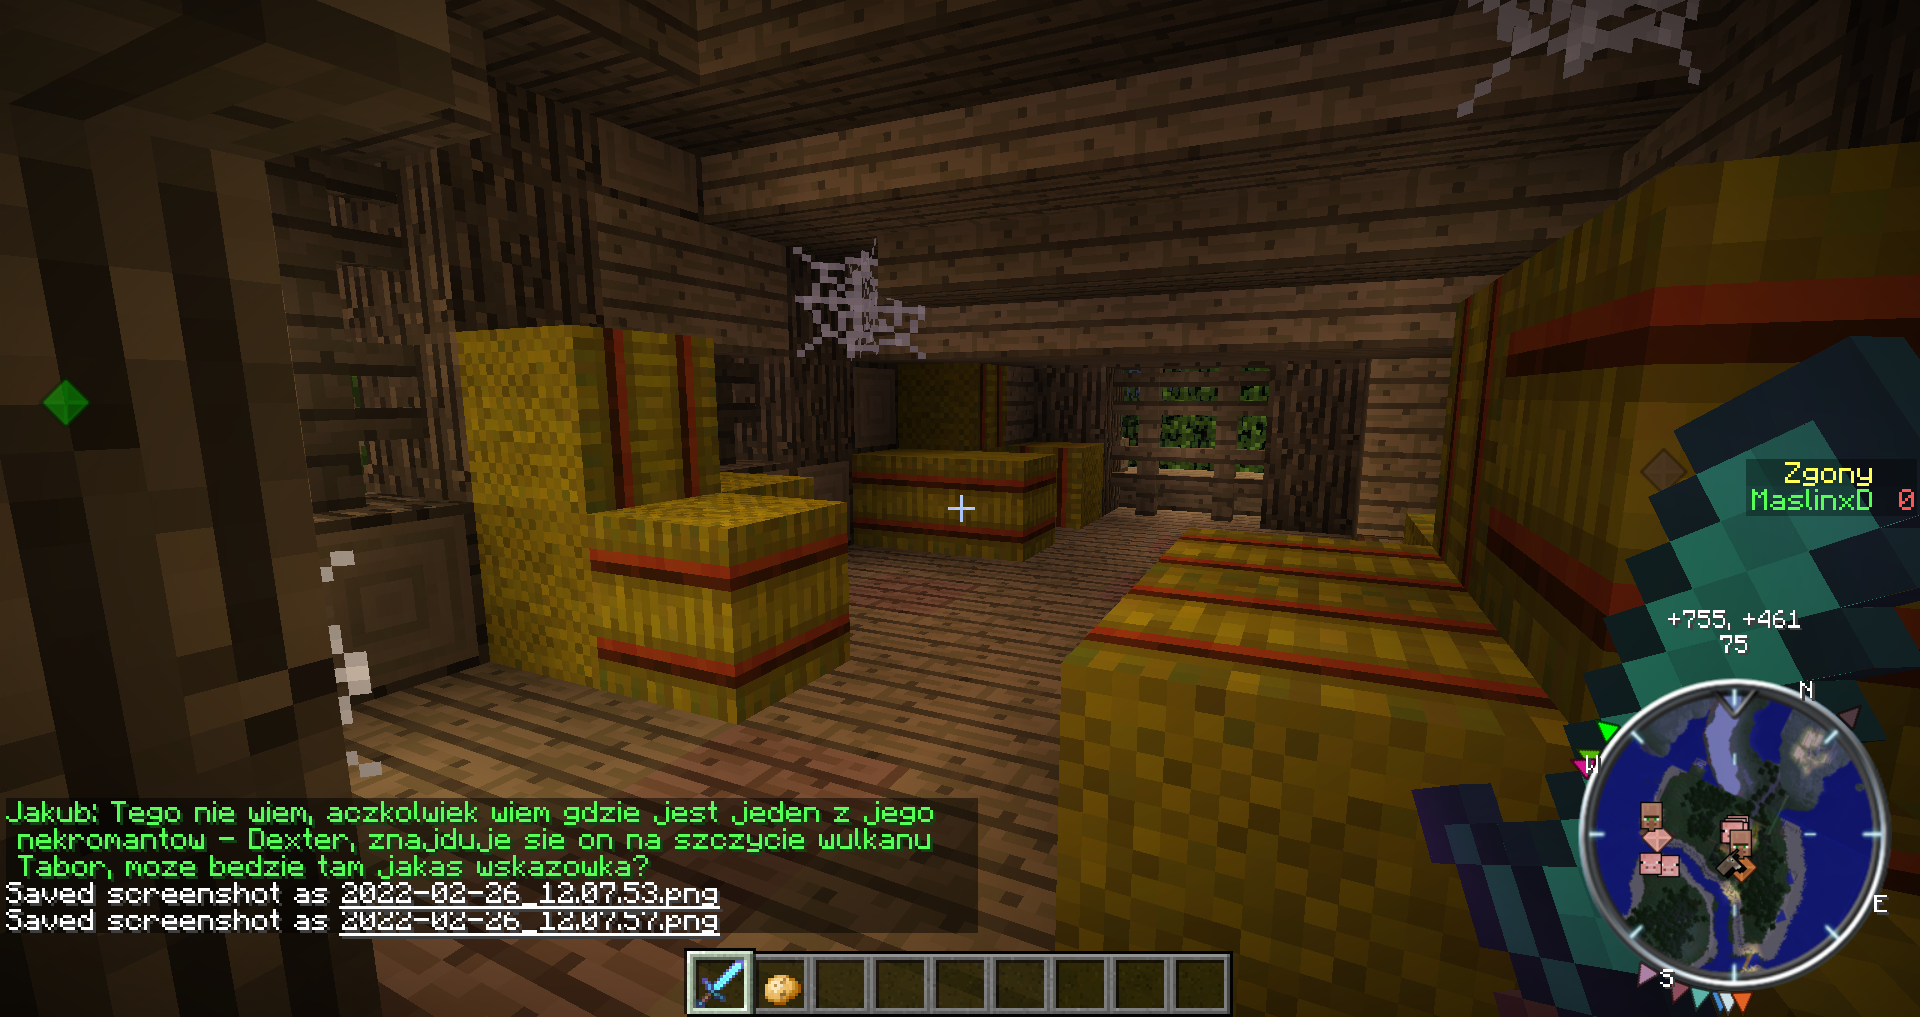 Zgony
MaslinxD 0
+755, +461
75
N
W
E
S
Jakub: Tego nie wiem, aczkolwiek wiem gdzie jest jeden z jego
nekromantow - Dexter, znajduje sie on na szczycie wulkanu
Tabor, moze bedzie tam jakas wskazowka?
Saved screenshot as 2022-02-26_12.07.53.png
Saved screenshot as 2022-02-26_12.07.57.png